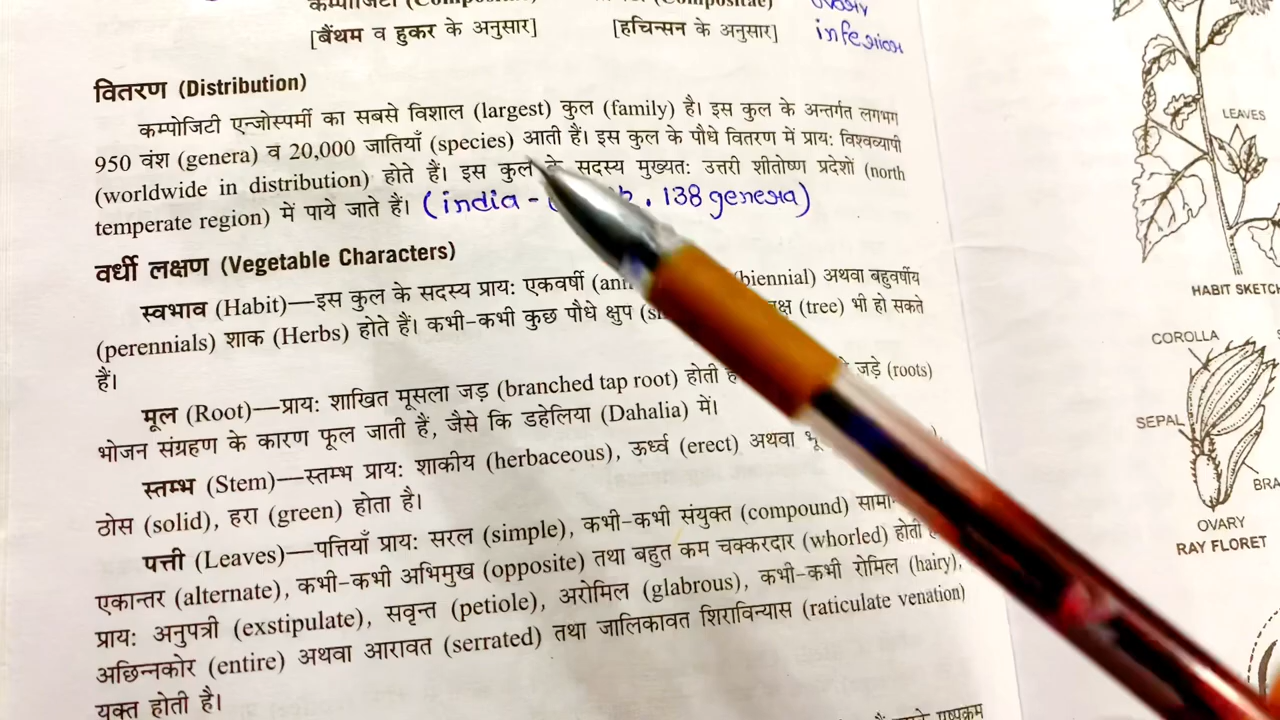 कम्पोजिटी
[बैंथम व हुकर के अनुसार] [हचिन्सन के अनुसार]
वितरण (Distribution)
कम्पोजिटी एन्जोस्पर्मी का सबसे विशाल (largest) कुल (family) है। इस कुल के अन्तर्गत लगभग
950 वंश (genera) व 20,000 जातियाँ (species) आती हैं। इस कुल के पौधे वितरण में प्राय: विश्वव्यापी
(worldwide in distribution) होते हैं। इस कुल के सदस्य मुख्यत: उत्तरी शीतोष्ण प्रदेशों (north
temperate region) में पाये जाते हैं। (india - 138 genera)
वर्धी लक्षण (Vegetable Characters)
स्वभाव (Habit)—इस कुल के सदस्य प्राय: एकवर्षी (biennial) अथवा बहुवर्षीय
(perennials) शाक (Herbs) होते हैं। कभी-कभी कुछ पौधे क्षुप (tree) भी हो सकते
हैं।
मूल (Root)—प्राय: शाखित मूसला जड़ (branched tap root) होती जड़े (roots)
भोजन संग्रहण के कारण फूल जाती हैं, जैसे कि डहेलिया (Dahalia) में।
स्तम्भ (Stem)—स्तम्भ प्राय: शाकीय (herbaceous), ऊर्ध्व (erect) अथवा
ठोस (solid), हरा (green) होता है।
पत्ती (Leaves)—पत्तियाँ प्राय: सरल (simple), कभी-कभी संयुक्त (compound)
एकान्तर (alternate), कभी-कभी अभिमुख (opposite) तथा बहुत कम चक्करदार (whorled) होती
प्राय: अनुपत्री (exstipulate), सवृन्त (petiole), अरोमिल (glabrous), कभी-कभी रोमिल (hairy),
अछिन्नकोर (entire) अथवा आरावत (serrated) तथा जालिकावत शिराविन्यास (raticulate venation)
युक्त होती है।
LEAVES
HABIT SKETCH
COROLLA
SEPAL
OVARY
RAY FLORET